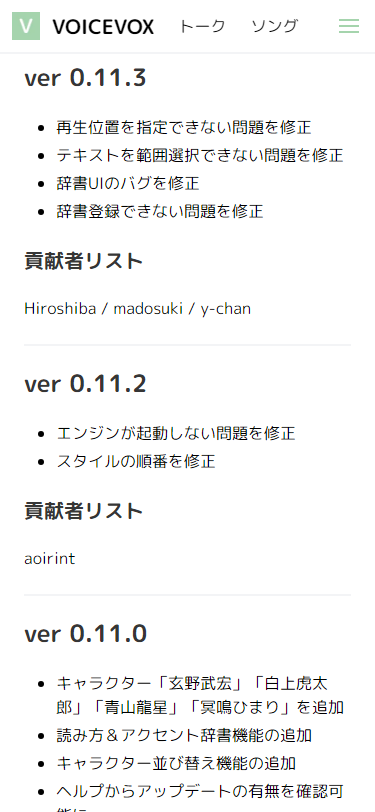 V VOICEVOX トーク ソング
ver 0.11.3
再生位置を指定できない問題を修正
テキストを範囲選択できない問題を修正
辞書UIのバグを修正
辞書登録できない問題を修正
貢献者リスト
Hiroshiba / madosuki / y-chan
ver 0.11.2
エンジンが起動しない問題を修正
スタイルの順番を修正
貢献者リスト
aoirint
ver 0.11.0
キャラクター「玄野武宏」「白上虎太
郎」「青山龍星」「冥鳴ひまり」を追加
読み方＆アクセント辞書機能の追加
キャラクター並び替え機能の追加
ヘルプからアップデートの有無を確認可
能に